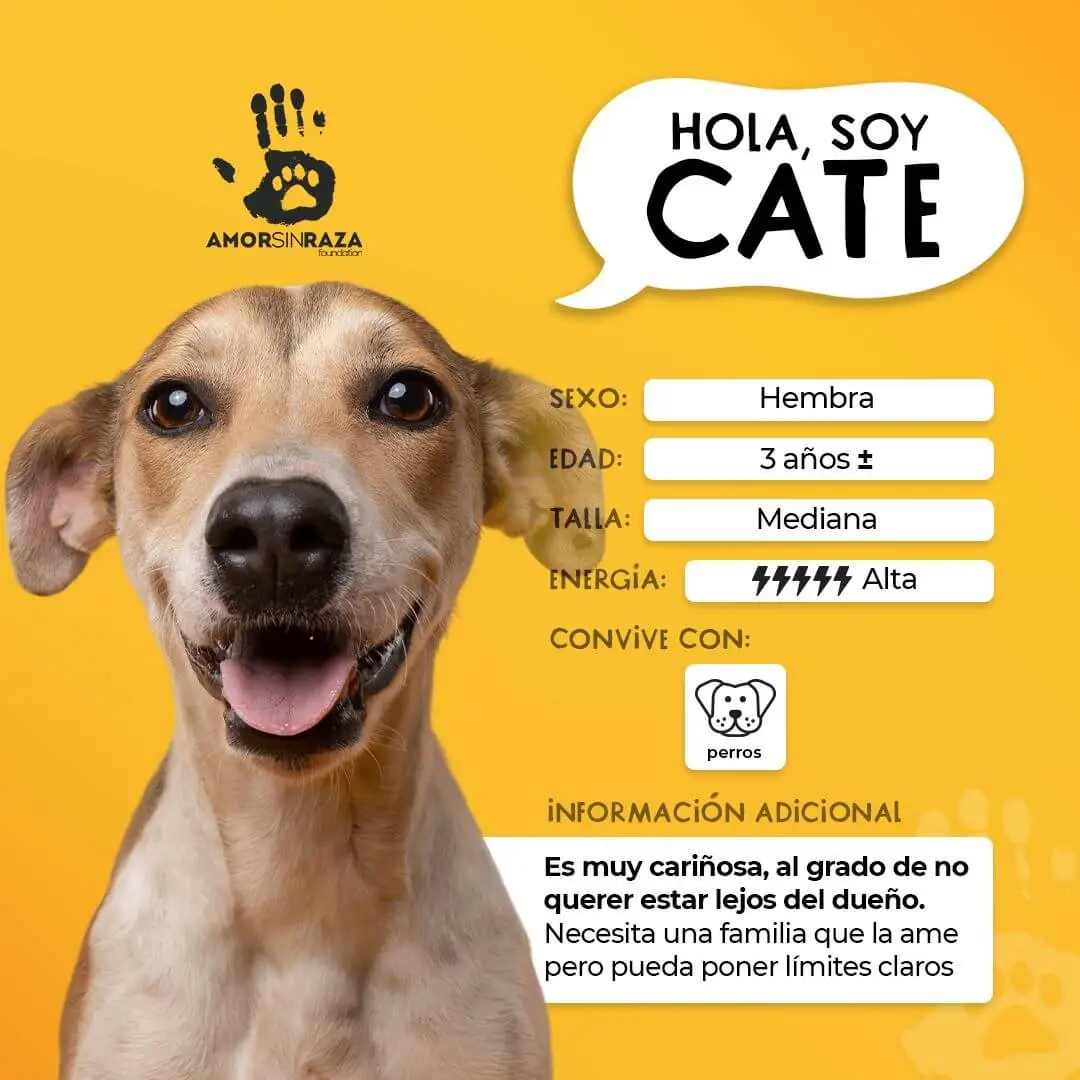 AMORSINRAZA
foundation
HOLA, SOY
CATE
SEXO: Hembra
EDAD: 3 años ±
TALLA: Mediana
ENERGÍA: Alta
CONVIVE CON:
perros
INFORMACIÓN ADICIONAL
Es muy cariñosa, al grado de no
querer estar lejos del dueño.
Necesita una familia que la ame
pero pueda poner límites claros